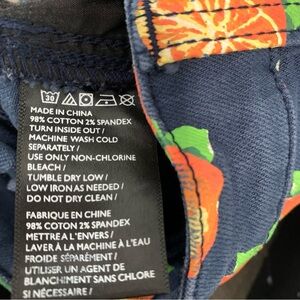 30
MADE IN CHINA
98% COTTON 2% SPANDEX
TURN INSIDE OUT /
MACHINE WASH COLD
SEPARATELY /
USE ONLY NON-CHLORINE
BLEACH /
TUMBLE DRY LOW /
LOW IRON AS NEEDED /
DO NOT DRY CLEAN /
FABRIQUE EN CHINE
98% COTTON 2% SPANDEX
METTRE A L'ENVERS /
LAVER À LA MACHINE À L'EAU
FROIDE SÉPARÉMENT /
UTILISER UN AGENT DE
BLANCHIMENT SANS CHLORE
SI NÉCESSAIRE /